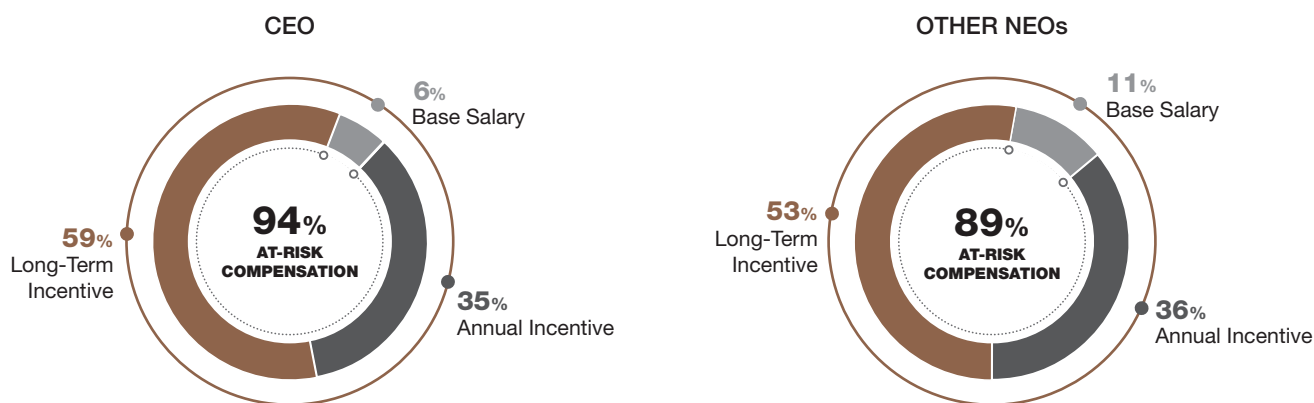 CEO
6%
Base Salary
94%
AT-RISK
COMPENSATION
59%
Long-Term
Incentive
35%
Annual Incentive
OTHER NEOs
11%
Base Salary
89%
AT-RISK
COMPENSATION
53%
Long-Term
Incentive
36%
Annual Incentive